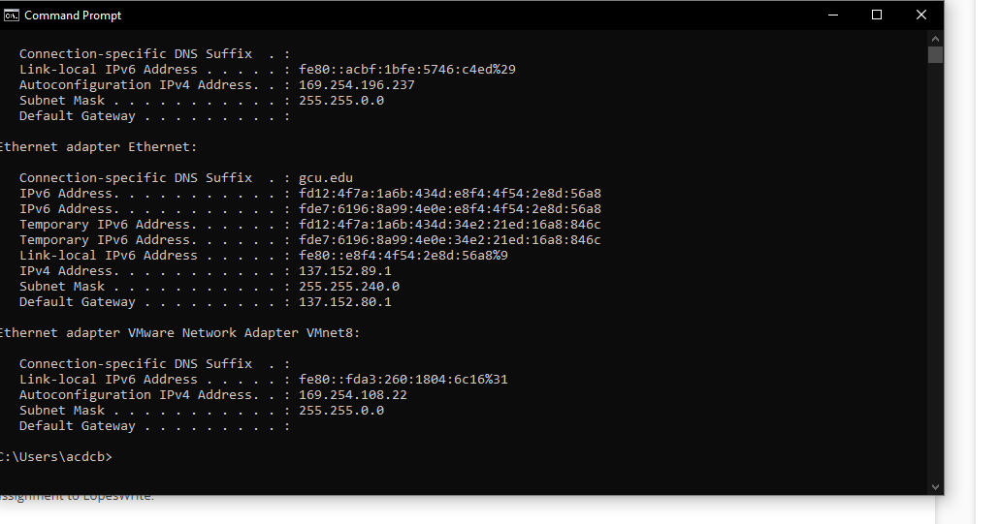 Command Prompt
Connection-specific DNS Suffix . :
Link-local IPv6 Address . . . . . : fe80::acbf:1bfe:5746:c4ed%29
Autoconfiguration IPv4 Address. . : 169.254.196.237
Subnet Mask . . . . . . . . . . . : 255.255.0.0
Default Gateway . . . . . . . . . :
Ethernet adapter Ethernet:
Connection-specific DNS Suffix . : gcu.edu
IPv6 Address. . . . . . . . . . . : fd12:4f7a:1a6b:434d:e8f4:4f54:2e8d:56a8
IPv6 Address. . . . . . . . . . . : fde7:6196:8a99:4e0e:e8f4:4f54:2e8d:56a8
Temporary IPv6 Address. . . . . . : fd12:4f7a:1a6b:434d:34e2:21ed:16a8:846c
Temporary IPv6 Address. . . . . . : fde7:6196:8a99:4e0e:34e2:21ed:16a8:846c
Link-local IPv6 Address . . . . . : fe80::e8f4:4f54:2e8d:56a8%9
IPv4 Address. . . . . . . . . . . : 137.152.89.1
Subnet Mask . . . . . . . . . . . : 255.255.240.0
Default Gateway . . . . . . . . . : 137.152.80.1
Ethernet adapter VMware Network Adapter VMnet8:
Connection-specific DNS Suffix . :
Link-local IPv6 Address . . . . . : fe80::fda3:260:1804:6c16%31
Autoconfiguration IPv4 Address. . : 169.254.108.22
Subnet Mask . . . . . . . . . . . : 255.255.0.0
Default Gateway . . . . . . . . . :
C:\Users\acdcb>
ssignment to LopesWrite.